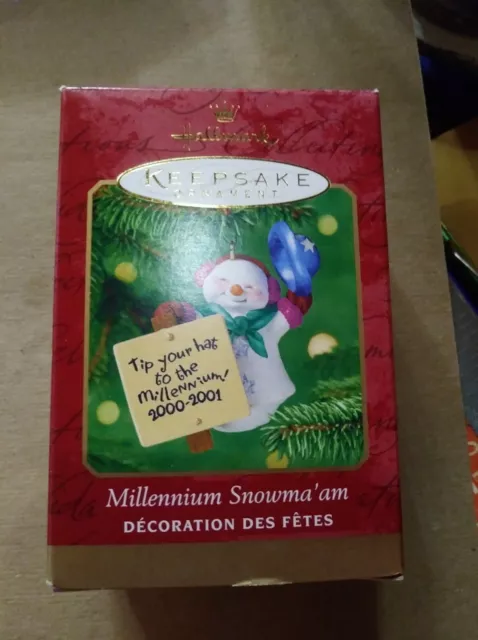 Hallmark
KEEPSAKE
ORNAMENT
Tip your hat
to the
Millennium!
2000-2001
Millennium Snowma'am
DÉCORATION DES FÊTES